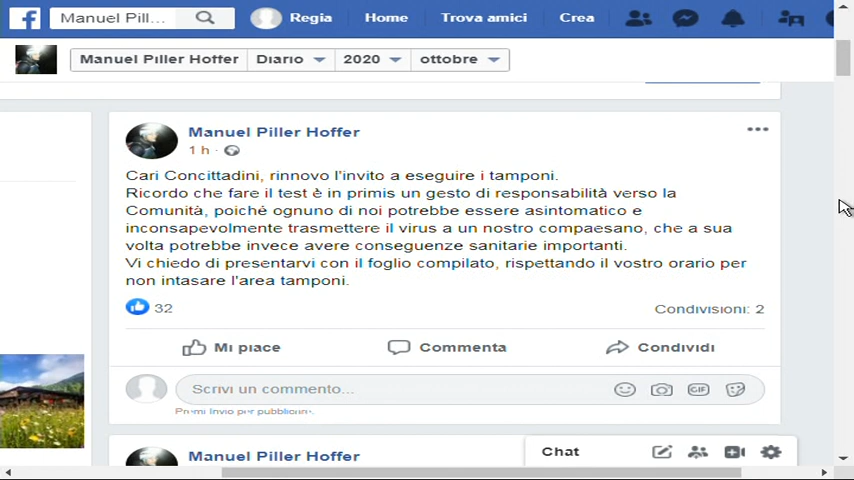 f Manuel Pill... Regia Home Trova amici Crea
Manuel Piller Hoffer Diario 2020 ottobre
Manuel Piller Hoffer
1 h ·
Cari Concittadini, rinnovo l'invito a eseguire i tamponi.
Ricordo che fare il test è in primis un gesto di responsabilità verso la
Comunità, poiché ognuno di noi potrebbe essere asintomatico e
inconsapevolmente trasmettere il virus a un nostro compaesano, che a sua
volta potrebbe invece avere conseguenze sanitarie importanti.
Vi chiedo di presentarvi con il foglio compilato, rispettando il vostro orario per
non intasare l'area tamponi.
32 Condivisioni: 2
Mi piace Commenta Condividi
Scrivi un commento... GIF
Premi Invio per pubblicare.
Manuel Piller Hoffer
Chat